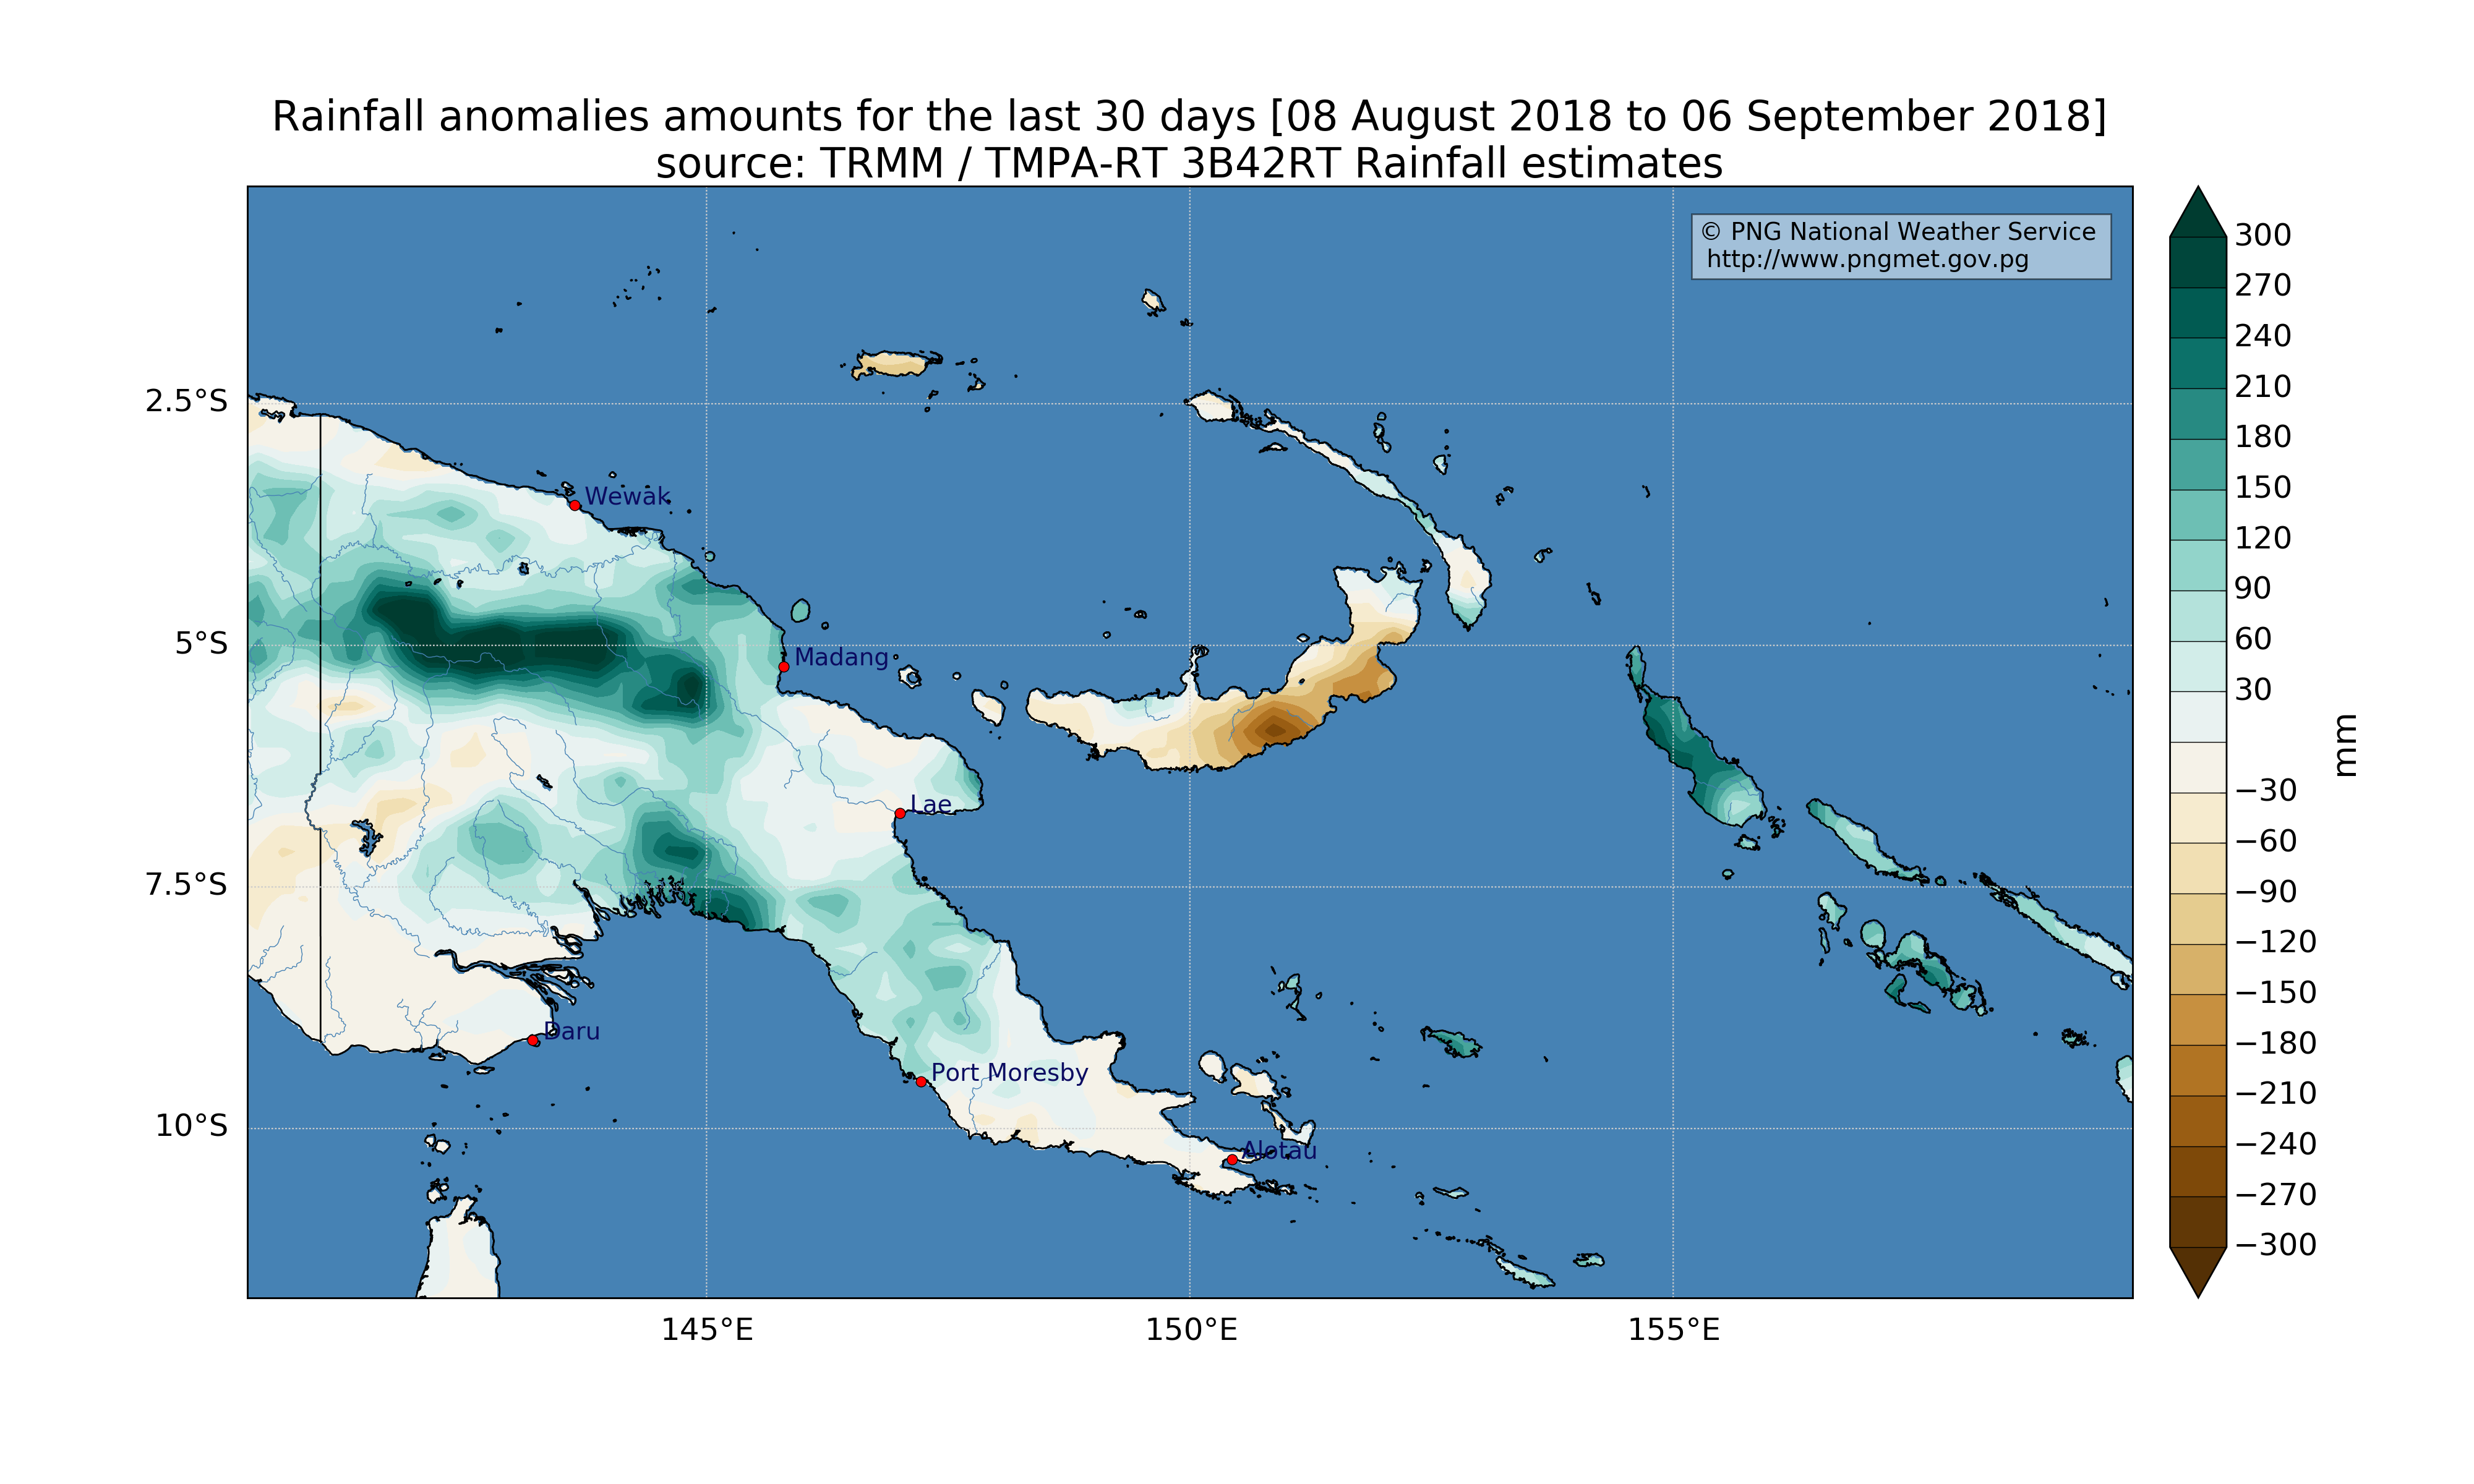 Rainfall anomalies amounts for the last 30 days [08 August 2018 to 06 September 2018]
source: TRMM / TMPA-RT 3B42RT Rainfall estimates
© PNG National Weather Service
http://www.pngmet.gov.pg
2.5°S
5°S
7.5°S
10°S
Wewak
Madang
Lae
Daru
Port Moresby
Alotau
145°E
150°E
155°E
300
270
240
210
180
150
120
90
60
30
−30
−60
−90
−120
−150
−180
−210
−240
−270
−300
mm